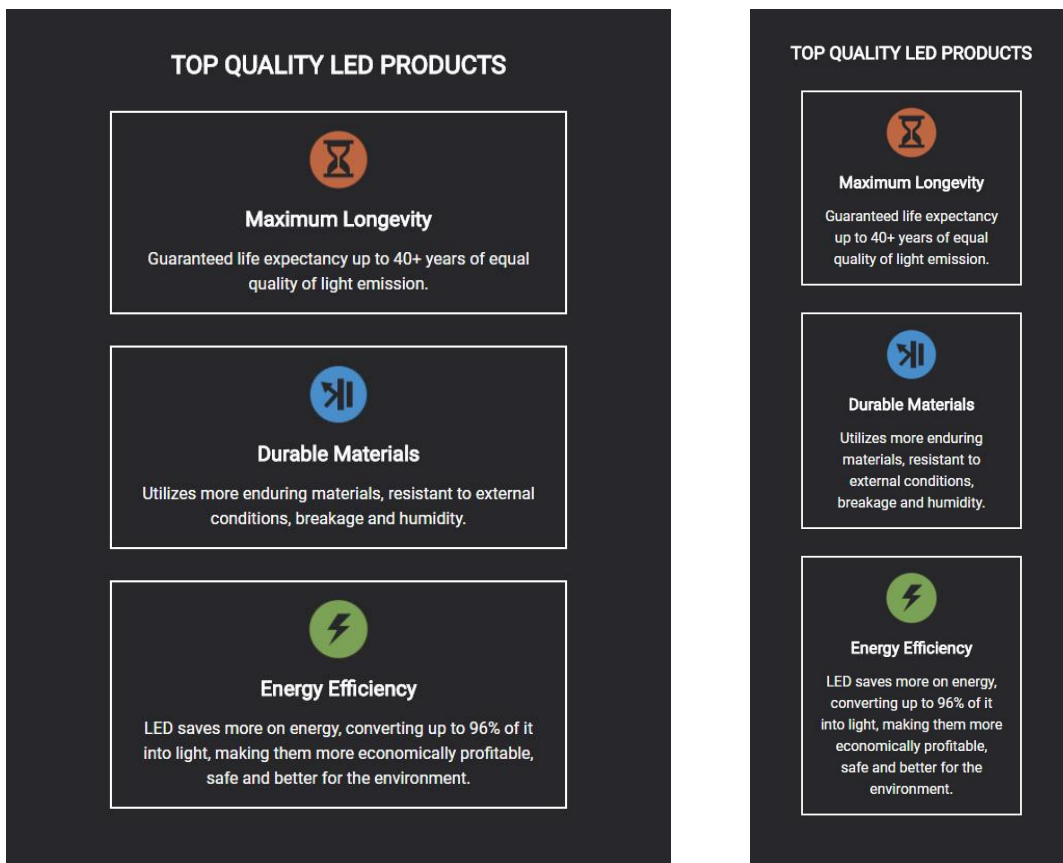 TOP QUALITY LED PRODUCTS
Maximum Longevity
Guaranteed life expectancy up to 40+ years of equal
quality of light emission.
Durable Materials
Utilizes more enduring materials, resistant to external
conditions, breakage and humidity.
Energy Efficiency
LED saves more on energy, converting up to 96% of it
into light, making them more economically profitable,
safe and better for the environment.
TOP QUALITY LED PRODUCTS
Maximum Longevity
Guaranteed life expectancy
up to 40+ years of equal
quality of light emission.
Durable Materials
Utilizes more enduring
materials, resistant to
external conditions,
breakage and humidity.
Energy Efficiency
LED saves more on energy,
converting up to 96% of it
into light, making them more
economically profitable,
safe and better for the
environment.